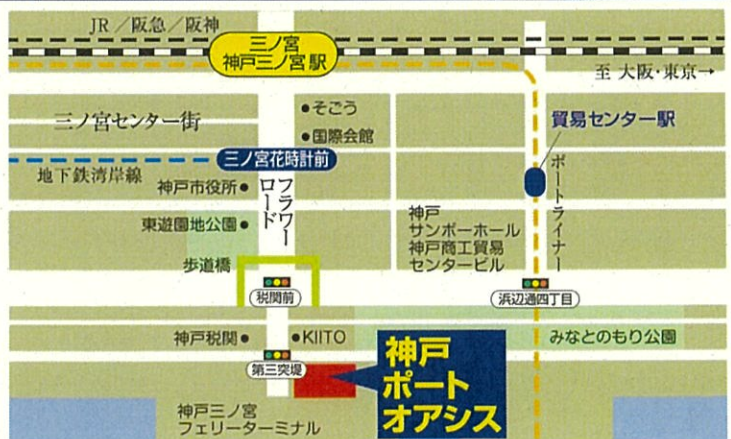 JR／阪急／阪神
三ノ宮
神戸三ノ宮駅
至 大阪・東京→
●そごう
三ノ宮センター街
●国際会館
貿易センター駅
三ノ宮花時計前
地下鉄湾岸線
神戸市役所●
フラワーロード
ポートライナー
東遊園地公園●
神戸
サンボーホール
神戸商工貿易
センタービル
歩道橋
税関前
浜辺通四丁目
神戸税関●
●KIITO
みなとのもり公園
第三突堤
神戸
ポート
オアシス
神戸三ノ宮
フェリーターミナル